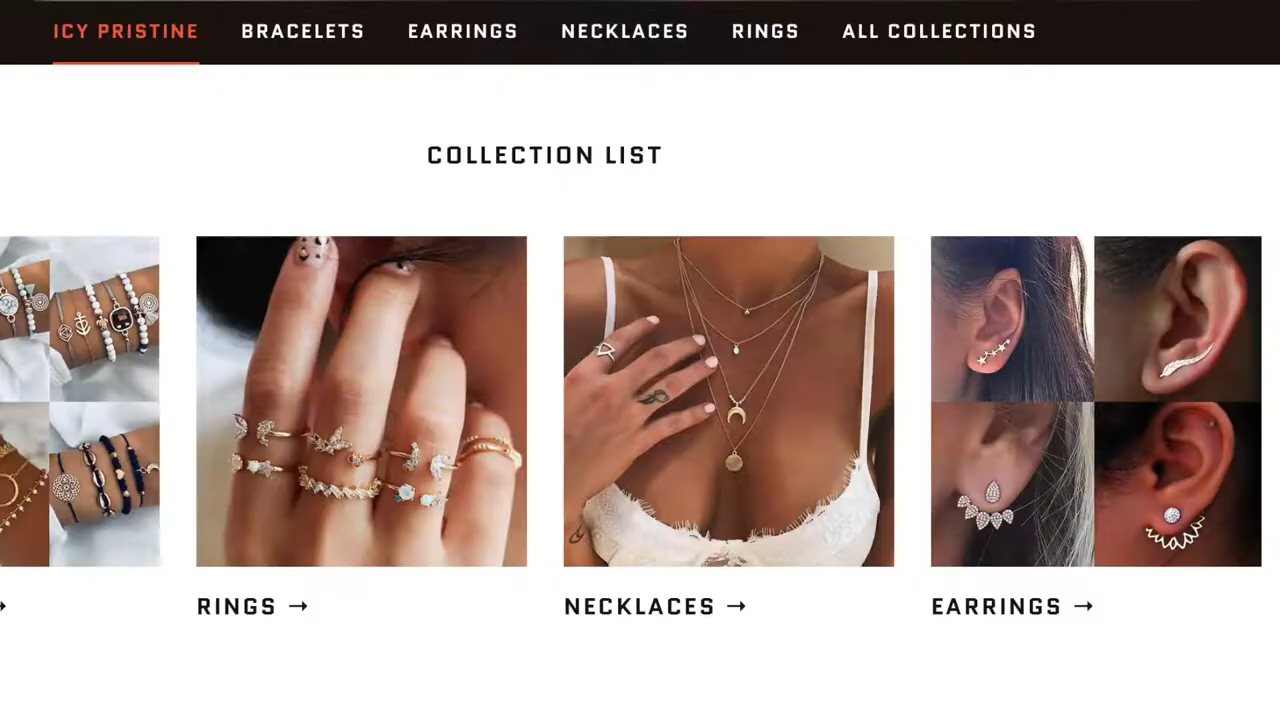 ICY PRISTINE BRACELETS EARRINGS NECKLACES RINGS ALL COLLECTIONS
COLLECTION LIST
RINGS →
NECKLACES →
EARRINGS →